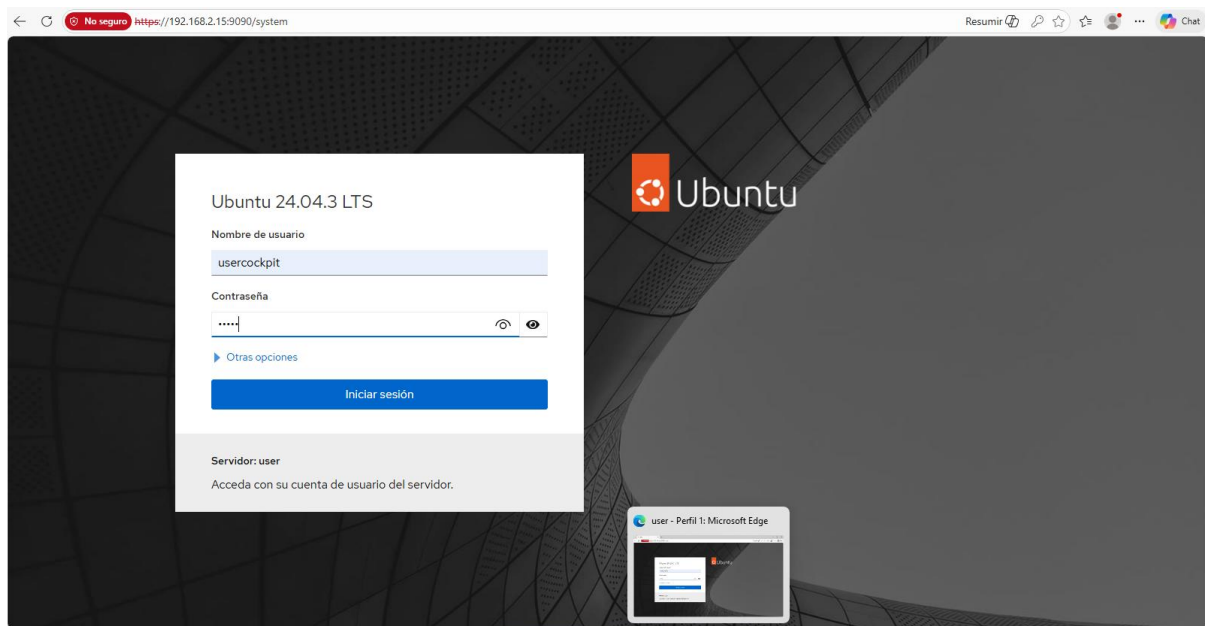 No seguro https://192.168.2.15:9090/system Resumir Chat
Ubuntu 24.04.3 LTS
Ubuntu
Nombre de usuario
usercockpit
Contraseña
•••••
Otras opciones
Iniciar sesión
Servidor: user
Acceda con su cuenta de usuario del servidor.
user - Perfil 1: Microsoft Edge